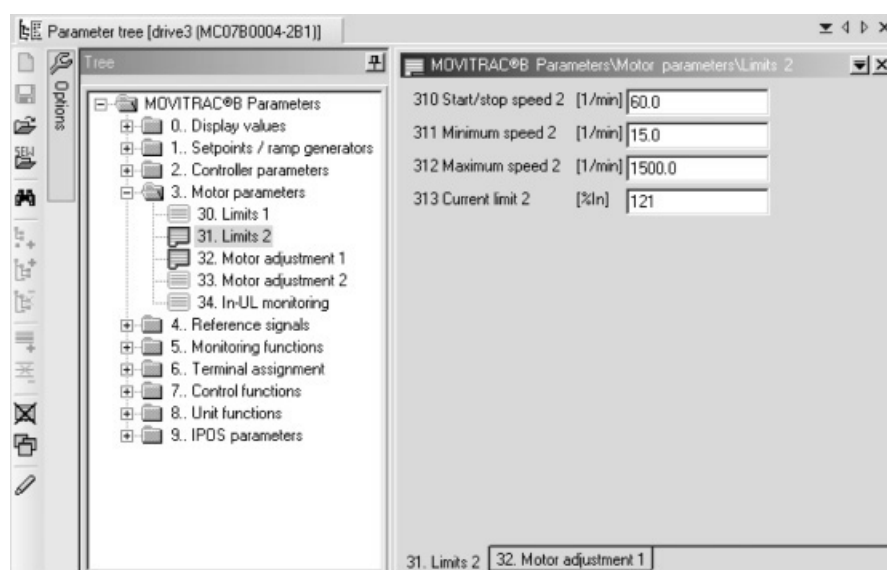 Parameter tree [drive3 (MC07B0004-2B1)]
Options
SEW
Tree
MOVITRAC®B Parameters
0.. Display values
1.. Setpoints / ramp generators
2.. Controller parameters
3.. Motor parameters
30. Limits 1
31. Limits 2
32. Motor adjustment 1
33. Motor adjustment 2
34. In-UL monitoring
4.. Reference signals
5.. Monitoring functions
6.. Terminal assignment
7.. Control functions
8.. Unit functions
9.. IPOS parameters
MOVITRAC®B Parameters\Motor parameters\Limits 2
310 Start/stop speed 2 [1/min] 60.0
311 Minimum speed 2 [1/min] 15.0
312 Maximum speed 2 [1/min] 1500.0
313 Current limit 2 [%In] 121
31. Limits 2 32. Motor adjustment 1